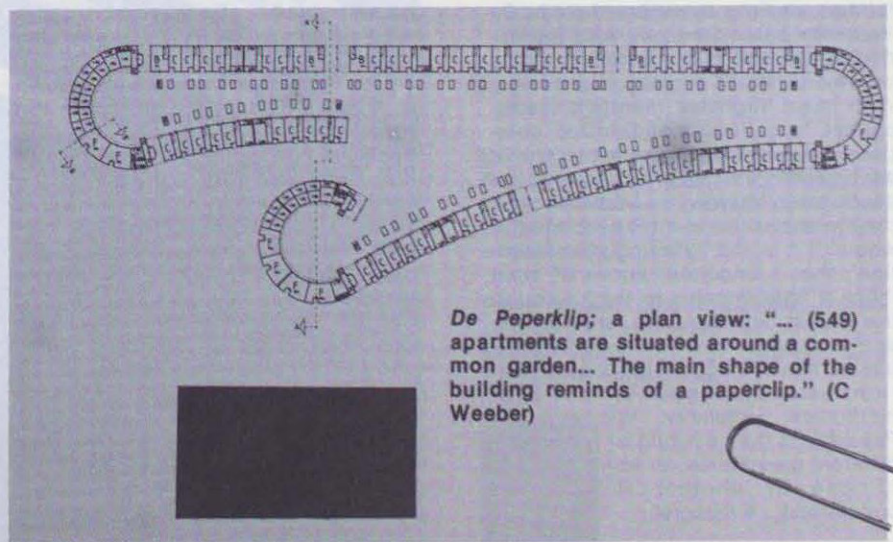 De Peperklip; a plan view: “... (549)
apartments are situated around a com-
mon garden... The main shape of the
building reminds of a paperclip.” (C
Weeber)